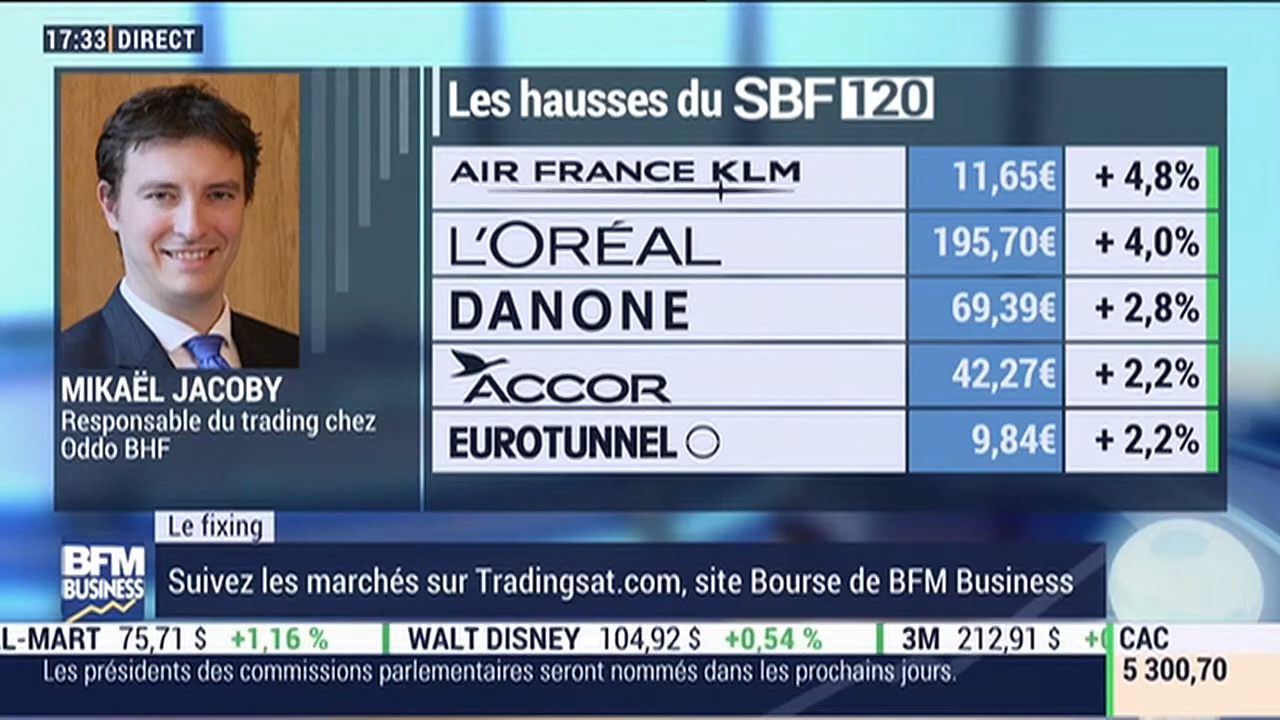 17:33 DIRECT
Les hausses du SBF 120
AIR FRANCE KLM 11,65€ + 4,8%
L'ORÉAL 195,70€ + 4,0%
DANONE 69,39€ + 2,8%
ACCOR 42,27€ + 2,2%
EUROTUNNEL 9,84€ + 2,2%
MIKAËL JACOBY
Responsable du trading chez
Oddo BHF
Le fixing
BFM
BUSINESS
Suivez les marchés sur Tradingsat.com, site Bourse de BFM Business
L-MART 75,71 $ +1,16 % WALT DISNEY 104,92 $ +0,54 % 3M 212,91 $ +0
CAC
5 300,70
Les présidents des commissions parlementaires seront nommés dans les prochains jours.